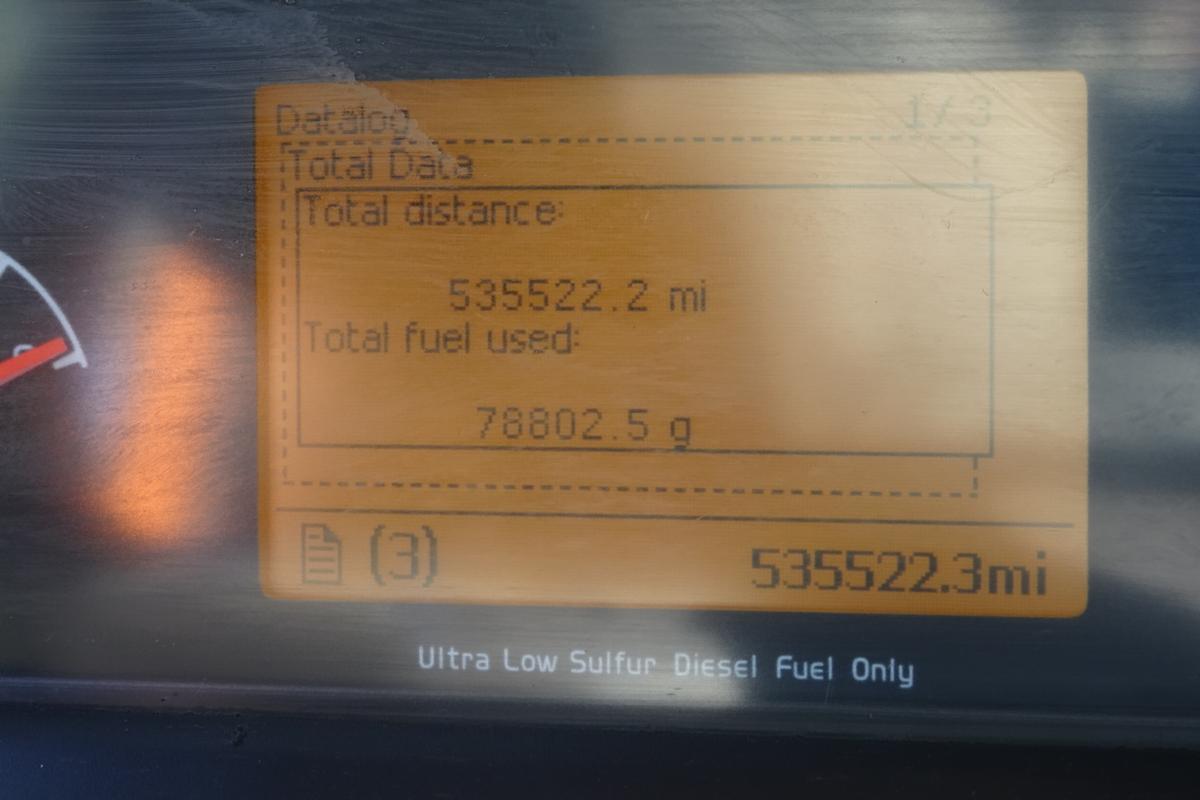 Datalog 1/3
Total Data
Total distance:
535522.2 mi
Total fuel used:
78802.5 g
(3) 535522.3mi
Ultra Low Sulfur Diesel Fuel Only